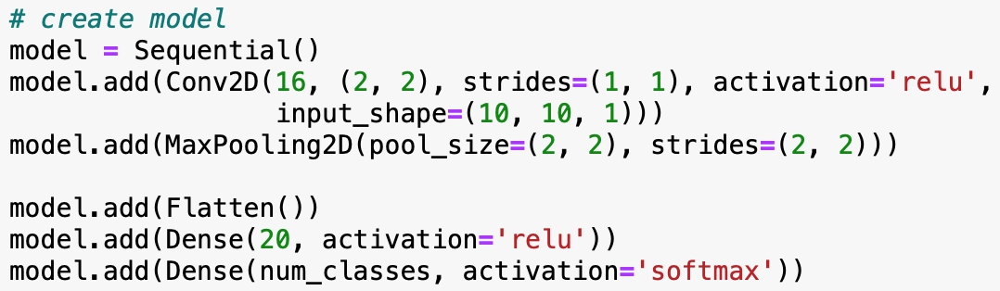 # create model
model = Sequential()
model.add(Conv2D(16, (2, 2), strides=(1, 1), activation='relu',
                 input_shape=(10, 10, 1)))
model.add(MaxPooling2D(pool_size=(2, 2), strides=(2, 2)))

model.add(Flatten())
model.add(Dense(20, activation='relu'))
model.add(Dense(num_classes, activation='softmax'))